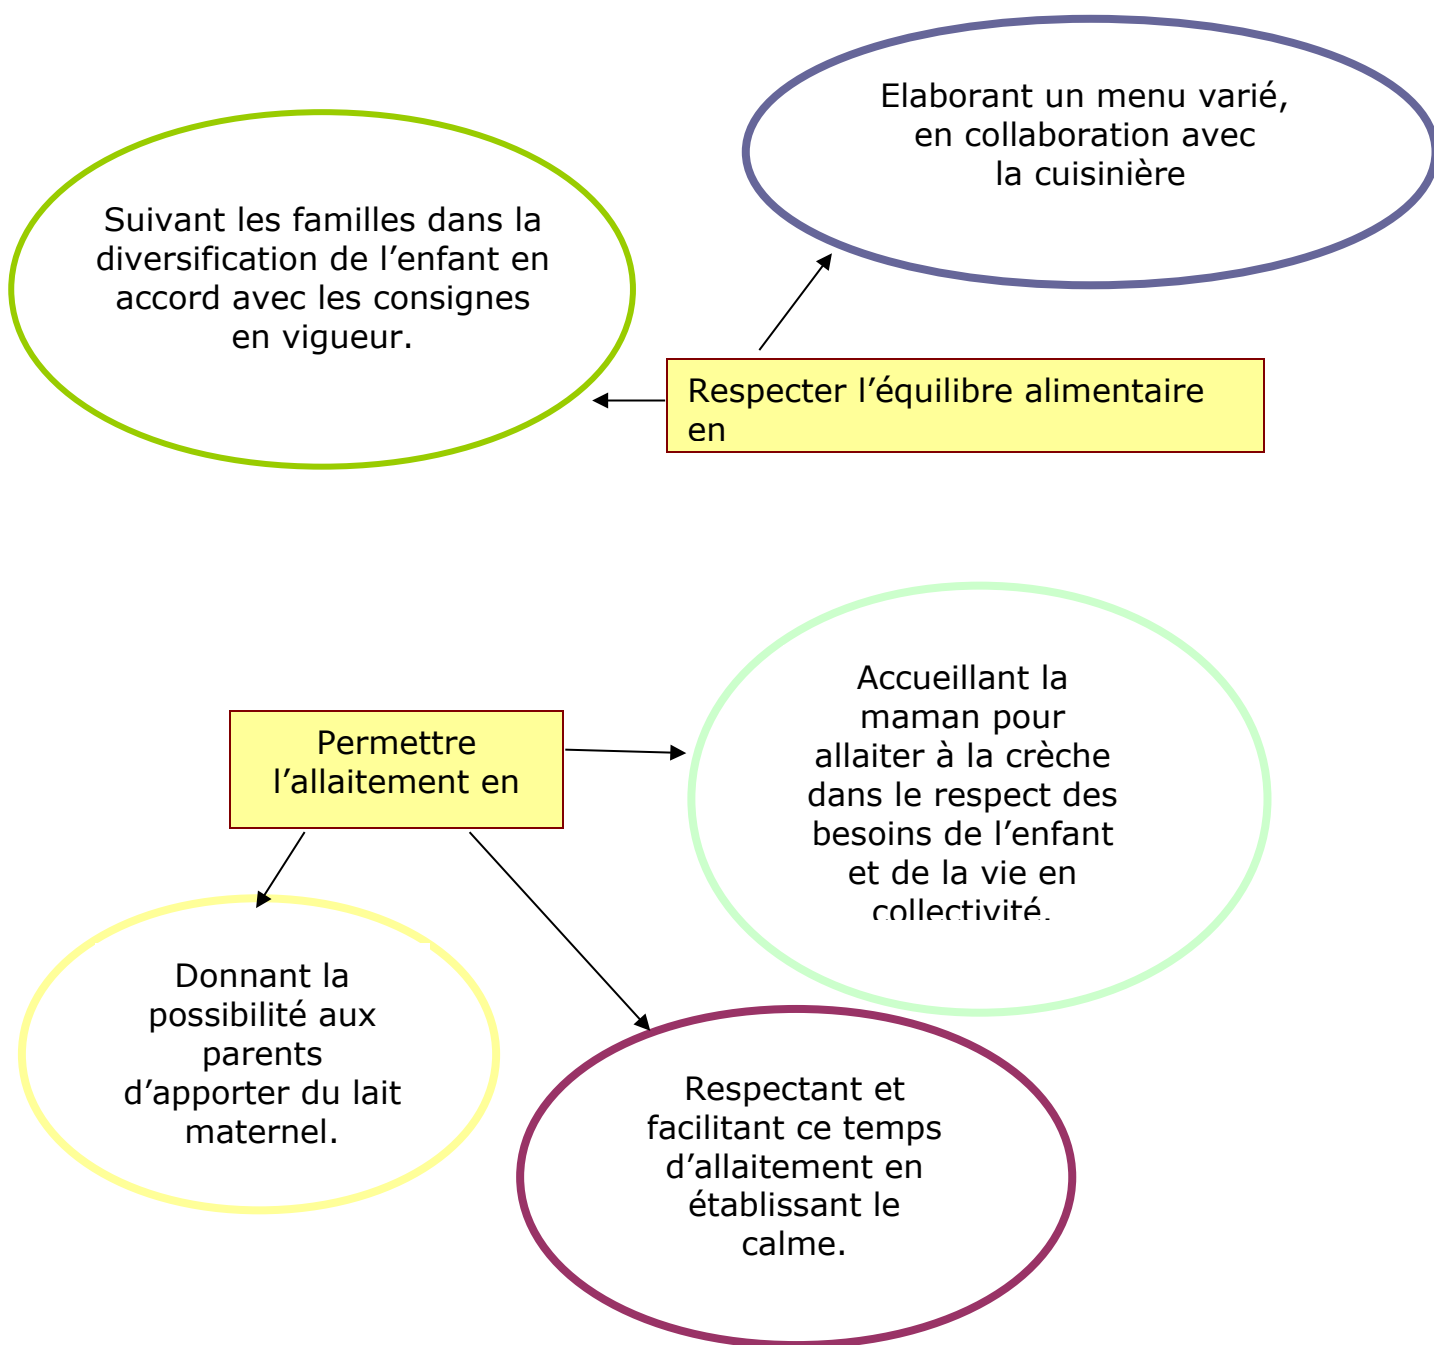 Elaborant un menu varié,
en collaboration avec
la cuisinière
Suivant les familles dans la
diversification de l’enfant en
accord avec les consignes
en vigueur.
Respecter l’équilibre alimentaire
en
Accueillant la
maman pour
allaiter à la crèche
dans le respect des
besoins de l’enfant
et de la vie en
collectivité.
Permettre
l’allaitement en
Donnant la
possibilité aux
parents
d’apporter du lait
maternel.
Respectant et
facilitant ce temps
d’allaitement en
établissant le
calme.